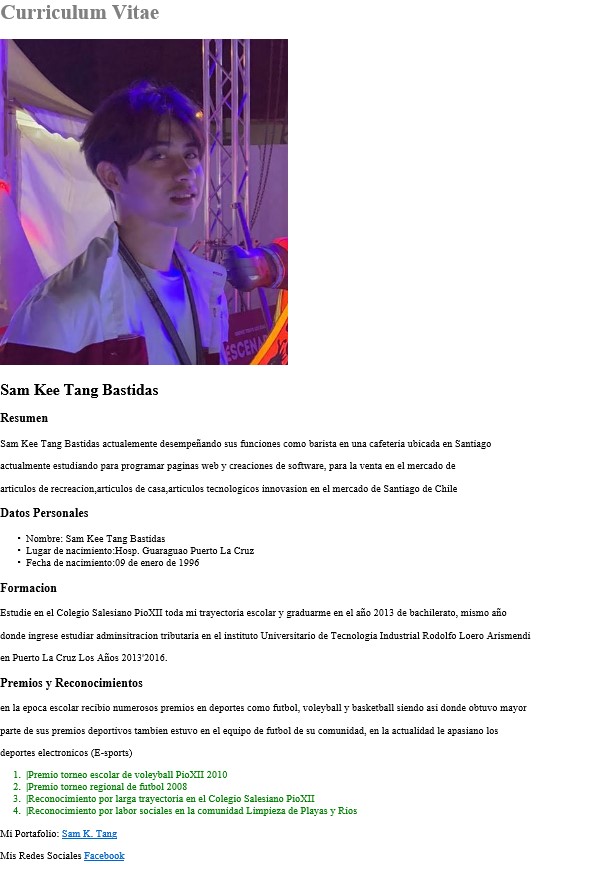 Curriculum Vitae
ESCENA
Sam Kee Tang Bastidas
Resumen
Sam Kee Tang Bastidas actualemente desempeñando sus funciones como barista en una cafeteria ubicada en Santiago
actualmente estudiando para programar paginas web y creaciones de software, para la venta en el mercado de
articulos de recreacion,articulos de casa,articulos tecnologicos innovasion en el mercado de Santiago de Chile
Datos Personales
• Nombre: Sam Kee Tang Bastidas
• Lugar de nacimiento:Hosp. Guaraguao Puerto La Cruz
• Fecha de nacimiento:09 de enero de 1996
Formacion
Estudie en el Colegio Salesiano PioXII toda mi trayectoria escolar y graduarme en el año 2013 de bachilerato, mismo año
donde ingrese estudiar adminsitracion tributaria en el instituto Universitario de Tecnologia Industrial Rodolfo Loero Arismendi
en Puerto La Cruz Los Años 2013'2016.
Premios y Reconocimientos
en la epoca escolar recibio numerosos premios en deportes como futbol, voleyball y basketball siendo asi donde obtuvo mayor
parte de sus premios deportivos tambien estuvo en el equipo de futbol de su comunidad, en la actualidad le apasiano los
deportes electronicos (E-sports)
1. |Premio torneo escolar de voleyball PioXII 2010
2. |Premio torneo regional de futbol 2008
3. |Reconocimiento por larga trayectoria en el Colegio Salesiano PioXII
4. |Reconocimiento por labor sociales en la comunidad Limpieza de Playas y Rios
Mi Portafolio: Sam K. Tang
Mis Redes Sociales Facebook